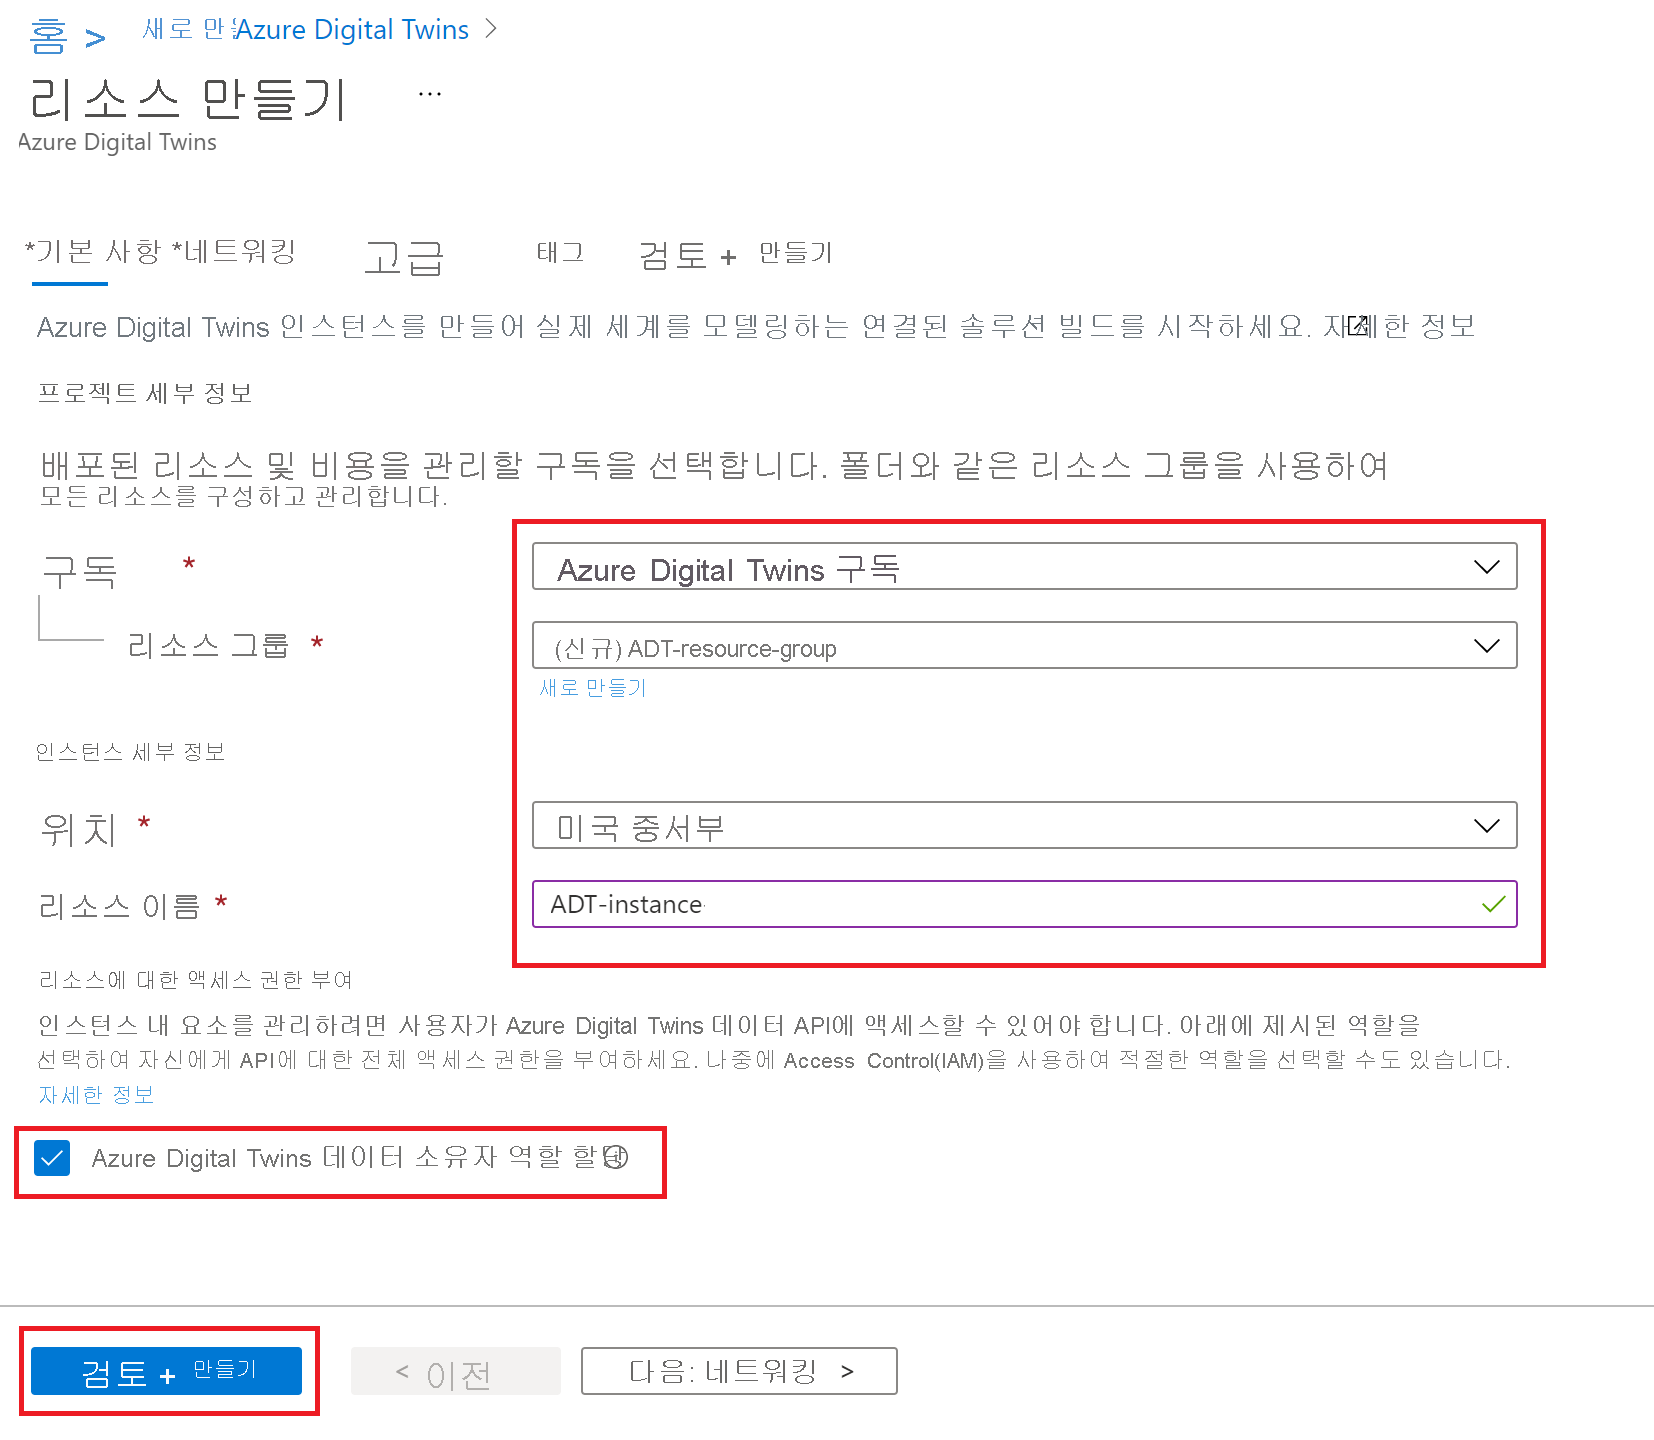 홈 > 새로 만 Azure Digital Twins >
리소스 만들기 ...
Azure Digital Twins
*기본 사항 *네트워킹 고급 태그 검토 + 만들기
Azure Digital Twins 인스턴스를 만들어 실제 세계를 모델링하는 연결된 솔루션 빌드를 시작하세요. 자세한 정보
프로젝트 세부 정보
배포된 리소스 및 비용을 관리할 구독을 선택합니다. 폴더와 같은 리소스 그룹을 사용하여
모든 리소스를 구성하고 관리합니다.
구독 * Azure Digital Twins 구독
리소스 그룹 * (신규) ADT-resource-group
새로 만들기
인스턴스 세부 정보
위치 * 미국 중서부
리소스 이름 * ADT-instance
리소스에 대한 액세스 권한 부여
인스턴스 내 요소를 관리하려면 사용자가 Azure Digital Twins 데이터 API에 액세스할 수 있어야 합니다. 아래에 제시된 역할을
선택하여 자신에게 API에 대한 전체 액세스 권한을 부여하세요. 나중에 Access Control(IAM)을 사용하여 적절한 역할을 선택할 수도 있습니다.
자세한 정보
Azure Digital Twins 데이터 소유자 역할 할당
검토 + 만들기 < 이전 다음: 네트워킹 >